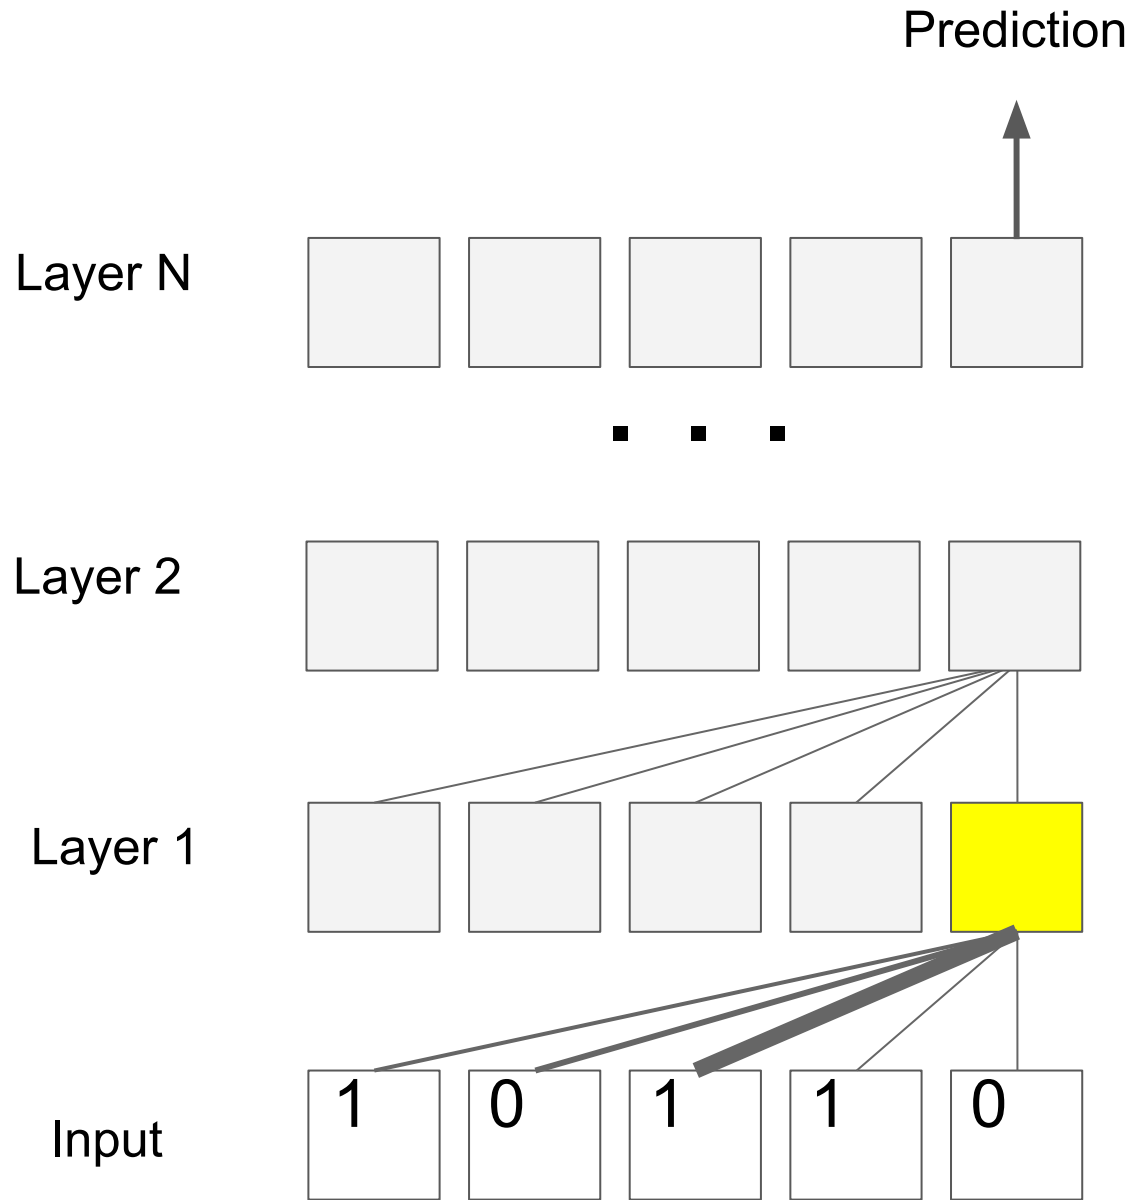 Prediction
Layer N
. . .
Layer 2
Layer 1
Input 1 0 1 1 0